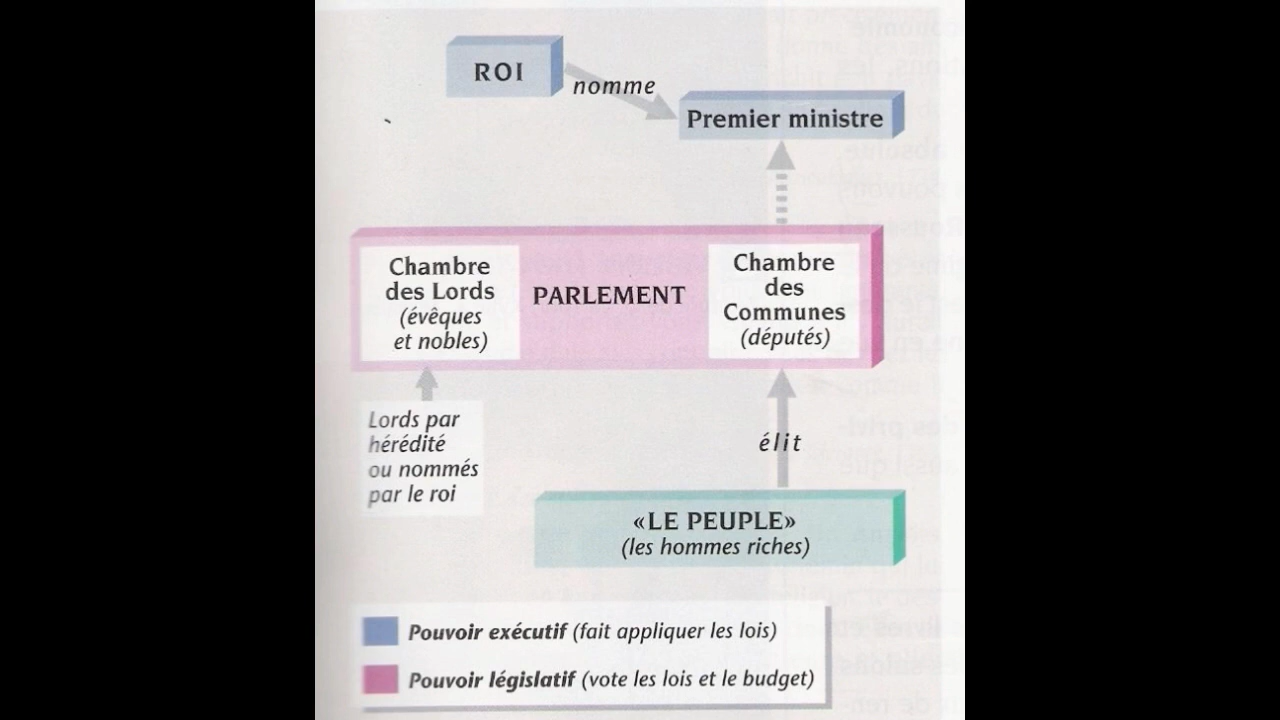 ROI
nomme
Premier ministre
Chambre
des Lords
(évêques
et nobles)
PARLEMENT
Chambre
des
Communes
(députés)
Lords par
hérédité
ou nommés
par le roi
élit
«LE PEUPLE»
(les hommes riches)
Pouvoir exécutif (fait appliquer les lois)
Pouvoir législatif (vote les lois et le budget)